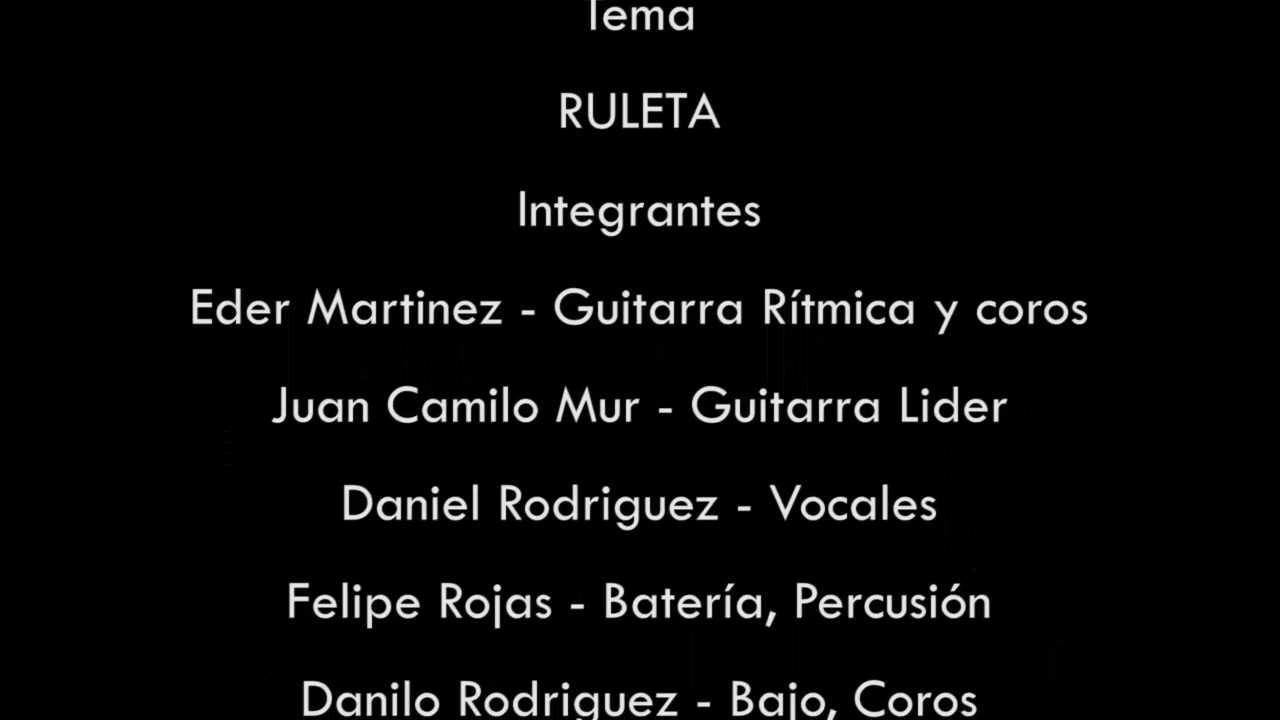 Tema
RULETA
Integrantes
Eder Martinez - Guitarra Rítmica y coros
Juan Camilo Mur - Guitarra Lider
Daniel Rodriguez - Vocales
Felipe Rojas - Batería, Percusión
Danilo Rodriguez - Bajo, Coros